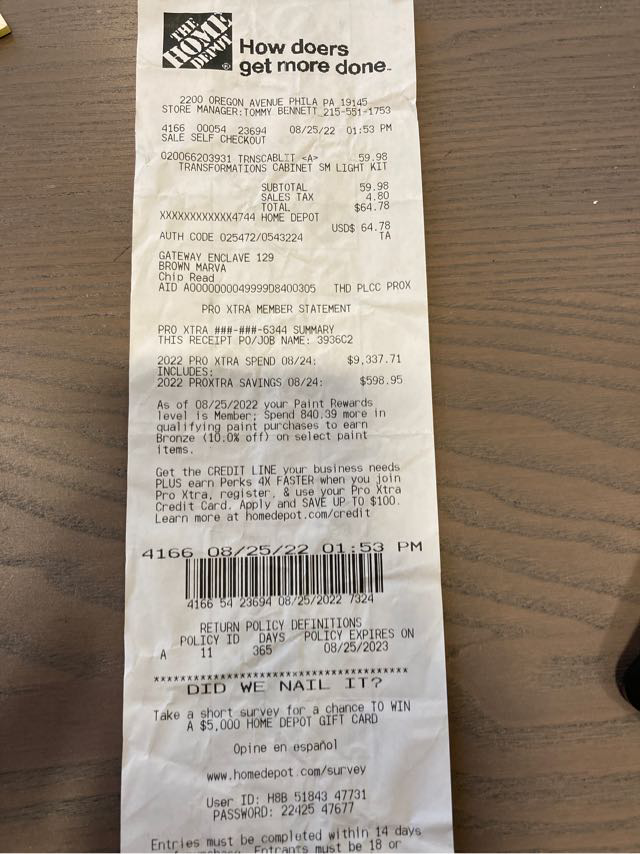 THE
HOME
DEPOT
How doers
get more done™
2200 OREGON AVENUE PHILA PA 19145
STORE MANAGER:TOMMY BENNETT 215-551-1753
4166 00054 23694 08/25/22 01:53 PM
SALE SELF CHECKOUT
020066203931 TRNSCABLIT <A> 59.98
TRANSFORMATIONS CABINET SM LIGHT KIT
SUBTOTAL 59.98
SALES TAX 4.80
TOTAL $64.78
XXXXXXXXXXXX4744 HOME DEPOT
USD$ 64.78
AUTH CODE 025472/0543224 TA
GATEWAY ENCLAVE 129
BROWN MARVA
Chip Read
AID A0000000049999D8400305 THD PLCC PROX
PRO XTRA MEMBER STATEMENT
PRO XTRA ###-###-6344 SUMMARY
THIS RECEIPT PO/JOB NAME: 3936C2
2022 PRO XTRA SPEND 08/24: $9,337.71
INCLUDES:
2022 PROXTRA SAVINGS 08/24: $598.95
As of 08/25/2022 your Paint Rewards
level is Member; Spend 840.39 more in
qualifying paint purchases to earn
Bronze (10.0% off) on select paint
items.
Get the CREDIT LINE your business needs
PLUS earn Perks 4X FASTER when you join
Pro Xtra, register, & use your Pro Xtra
Credit Card. Apply and SAVE UP TO $100.
Learn more at homedepot.com/credit
4166 08/25/22 01:53 PM
4166 54 23694 08/25/2022 7324
RETURN POLICY DEFINITIONS
POLICY ID DAYS POLICY EXPIRES ON
A 11 365 08/25/2023
****************************************
DID WE NAIL IT?
Take a short survey for a chance TO WIN
A $5,000 HOME DEPOT GIFT CARD
Opine en español
www.homedepot.com/survey
User ID: H8B 51843 47731
PASSWORD: 22425 47677
Entries must be completed within 14 days
Entrants must be 18 or